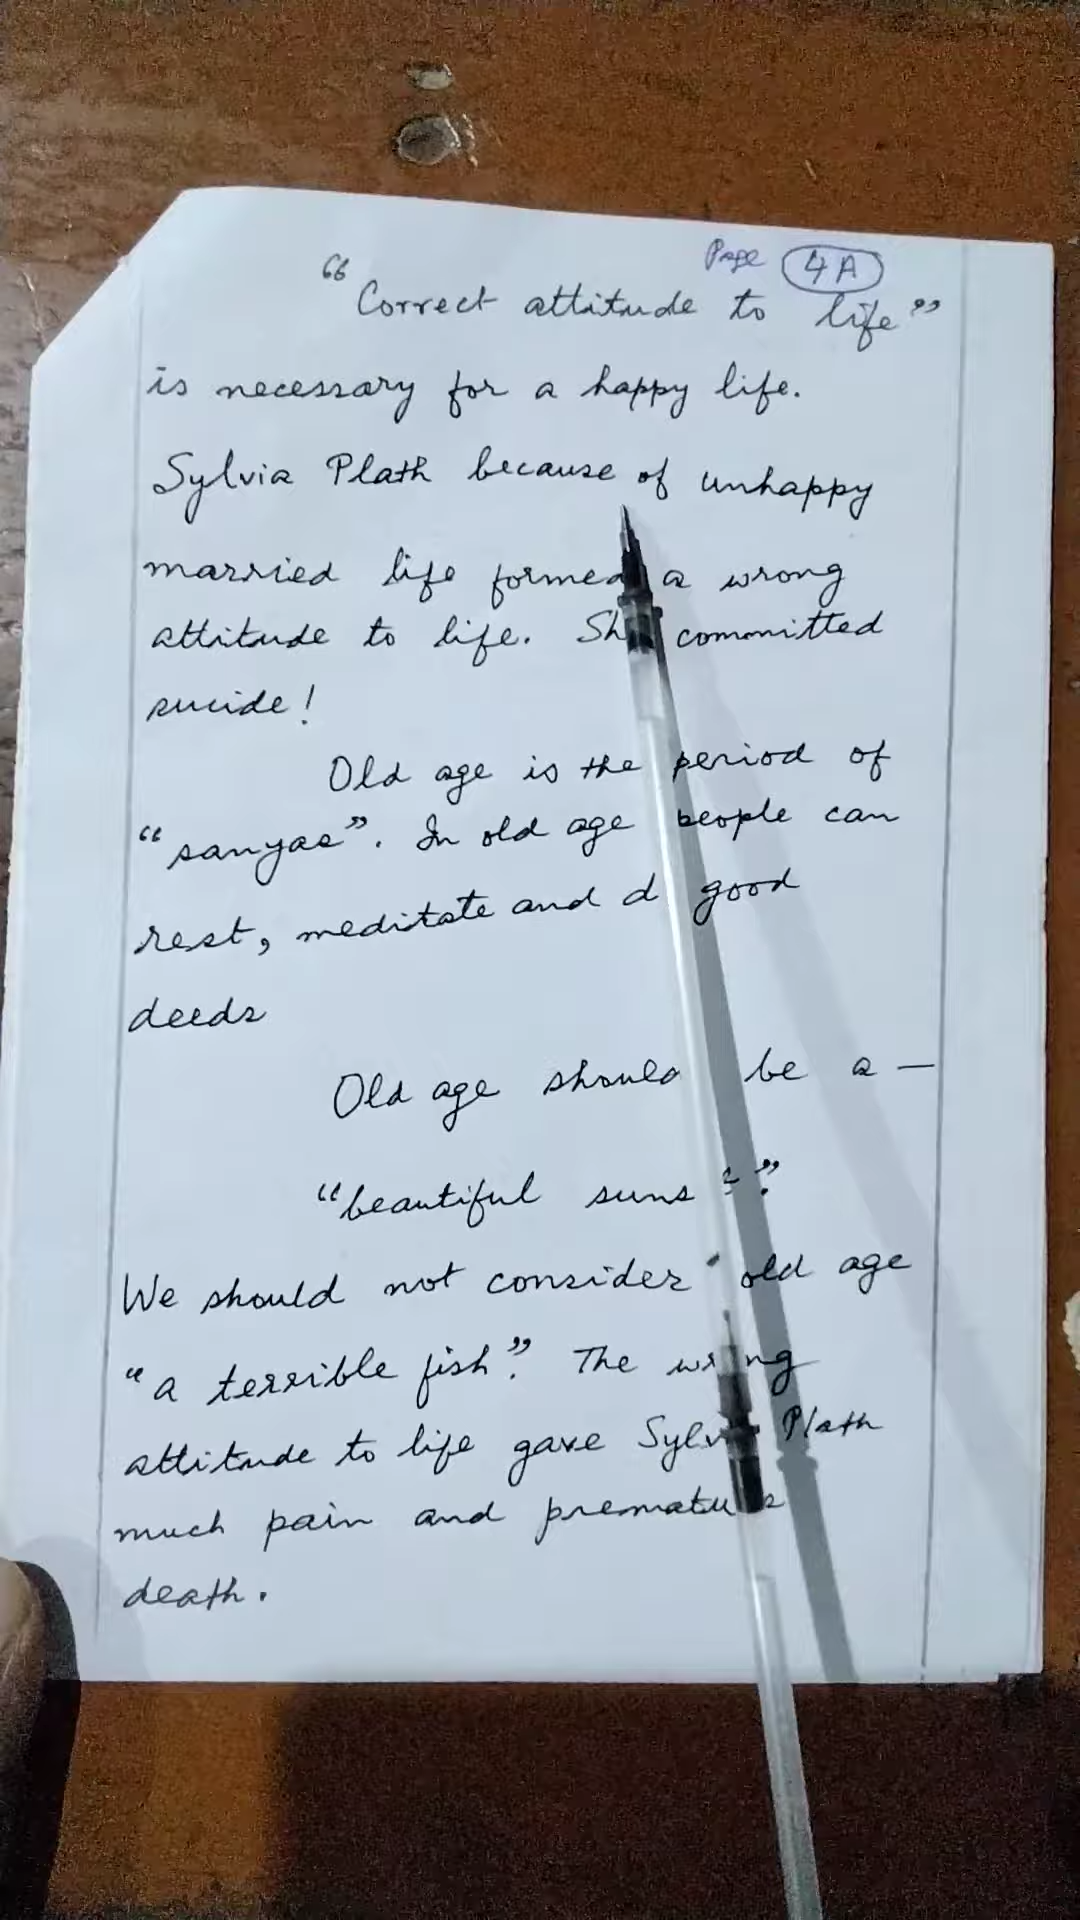 Page 4A
"Correct attitude to life"
is necessary for a happy life.
Sylvia Plath because of unhappy
married life formed a wrong
attitude to life. She committed
sucide!
Old age is the period of
"sanyas". In old age people can
rest, meditate and d good
deeds
Old age should be a —
"beautiful suns"
We should not consider old age
"a terrible fish". The wrong
attitude to life gave Sylvia Plath
much pain and premature
death.